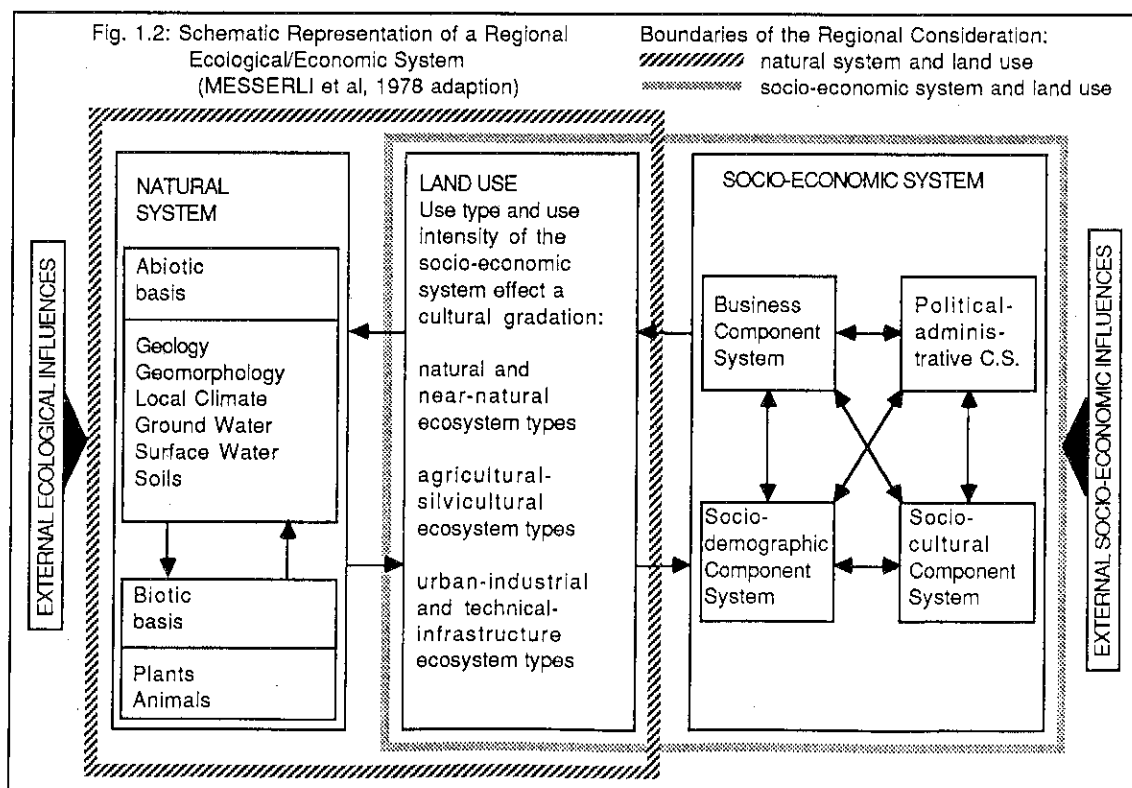 Fig. 1.2: Schematic Representation of a Regional
Ecological/Economic System
(MESSERLI et al, 1978 adaption)
Boundaries of the Regional Consideration:
natural system and land use
socio-economic system and land use
EXTERNAL ECOLOGICAL INFLUENCES
NATURAL
SYSTEM
Abiotic
basis
Geology
Geomorphology
Local Climate
Ground Water
Surface Water
Soils
Biotic
basis
Plants
Animals
LAND USE
Use type and use
intensity of the
socio-economic
system effect a
cultural gradation:
natural and
near-natural
ecosystem types
agricultural-
silvicultural
ecosystem types
urban-industrial
and technical-
infrastructure
ecosystem types
SOCIO-ECONOMIC SYSTEM
Business
Component
System
Political-
adminis-
trative C.S.
Socio-
demographic
Component
System
Socio-
cultural
Component
System
EXTERNAL SOCIO-ECONOMIC INFLUENCES